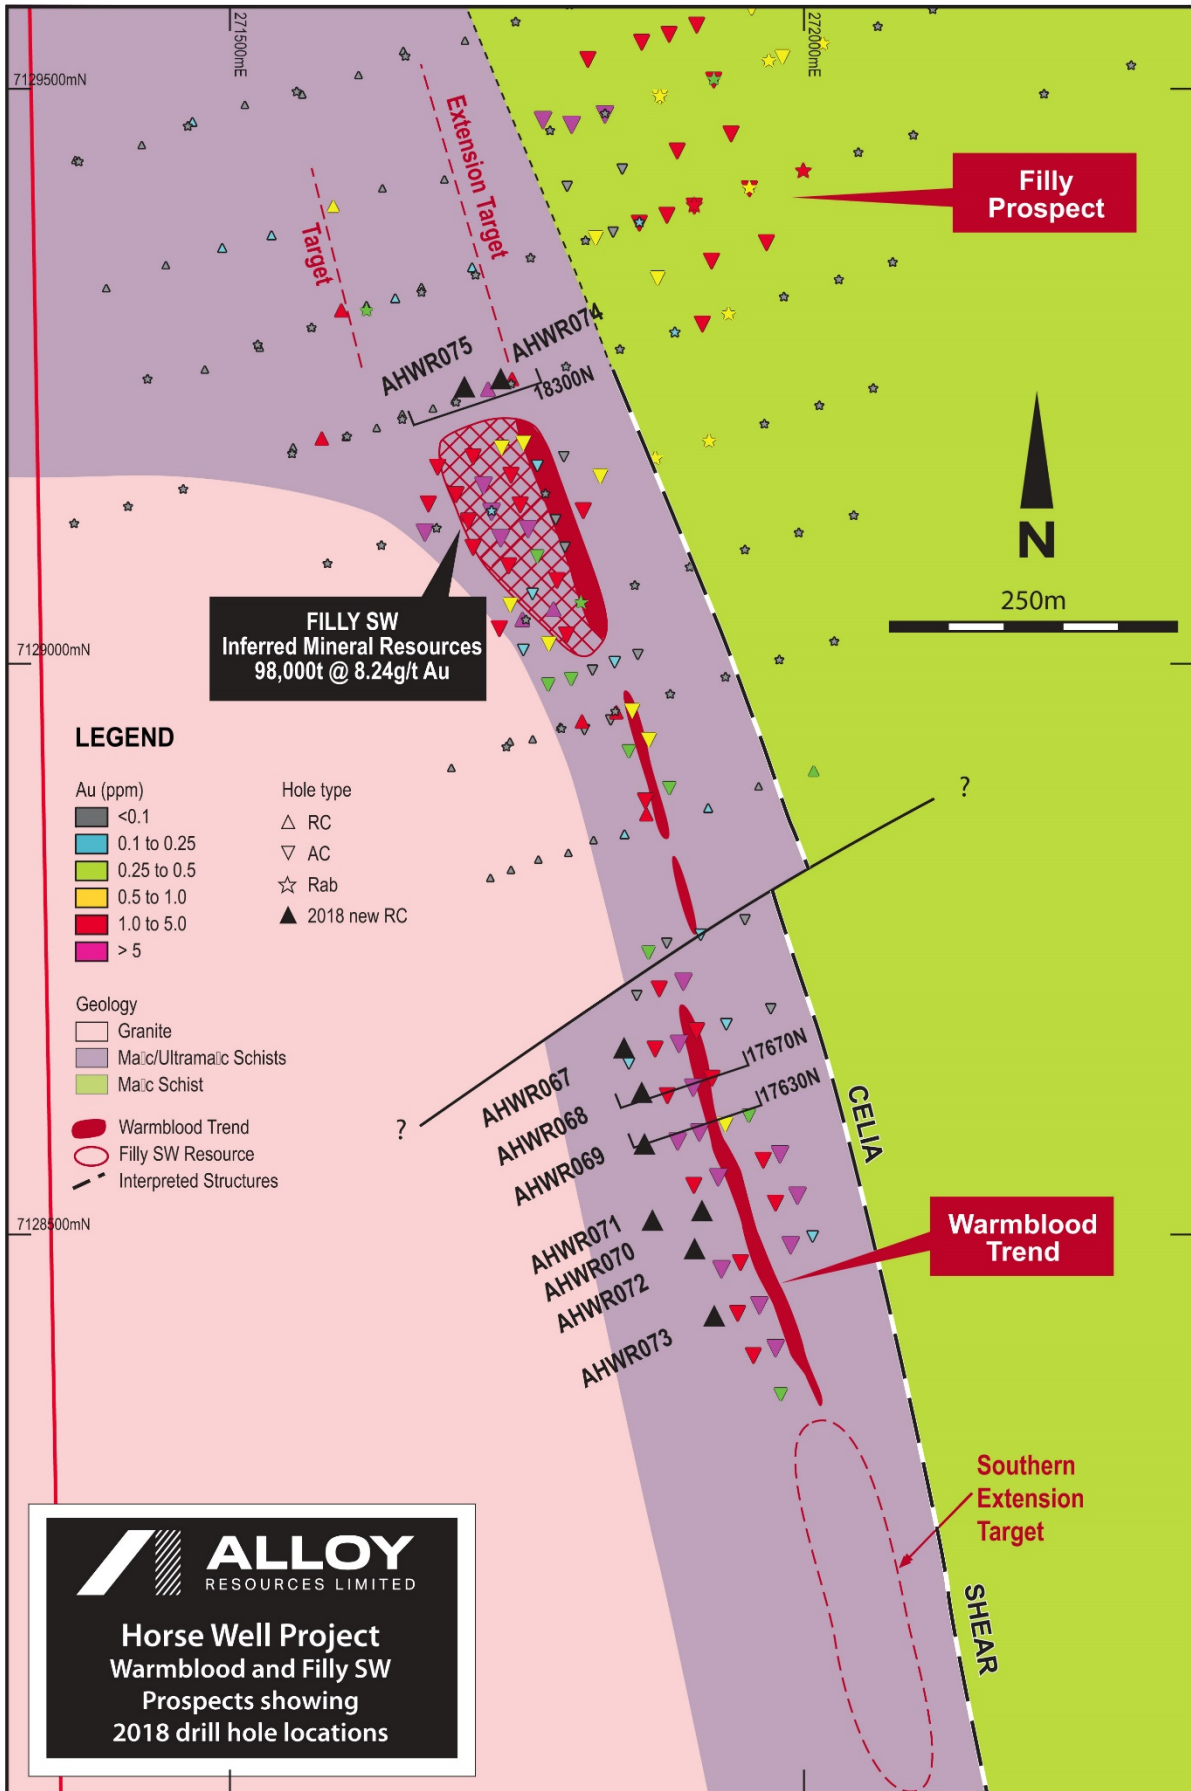 271500mE
272000mE
7129500mN
Extension Target
Target
Filly
Prospect
AHWR075
AHWR074
18300N
N
250m
FILLY SW
Inferred Mineral Resources
98,000t @ 8.24g/t Au
7129000mN
LEGEND
Au (ppm)
<0.1
0.1 to 0.25
0.25 to 0.5
0.5 to 1.0
1.0 to 5.0
> 5
Hole type
RC
AC
Rab
2018 new RC
Geology
Granite
Ma▯c/Ultrama▯c Schists
Ma▯c Schist
Warmblood Trend
Filly SW Resource
Interpreted Structures
?
?
17670N
17630N
AHWR067
AHWR068
AHWR069
AHWR071
AHWR070
AHWR072
AHWR073
CELIA
SHEAR
7128500mN
Warmblood
Trend
Southern
Extension
Target
ALLOY
RESOURCES LIMITED
Horse Well Project
Warmblood and Filly SW
Prospects showing
2018 drill hole locations